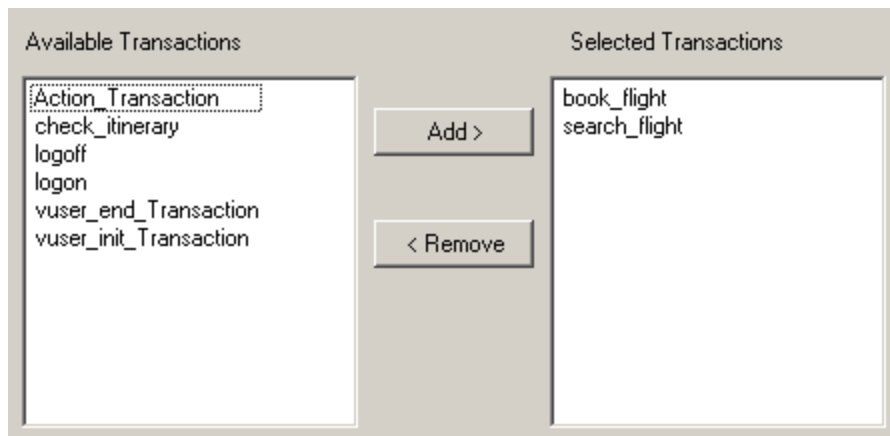 Available Transactions
Action_Transaction
check_itinerary
logoff
logon
vuser_end_Transaction
vuser_init_Transaction
Add >
< Remove
Selected Transactions
book_flight
search_flight